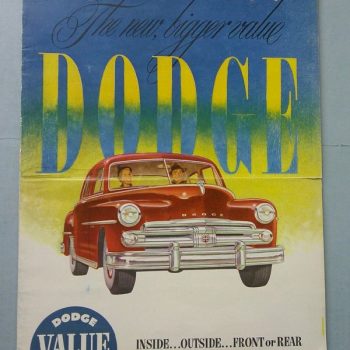 The new, bigger value
DODGE
DODGE
DODGE
VALUE
INSIDE...OUTSIDE...FRONT or REAR